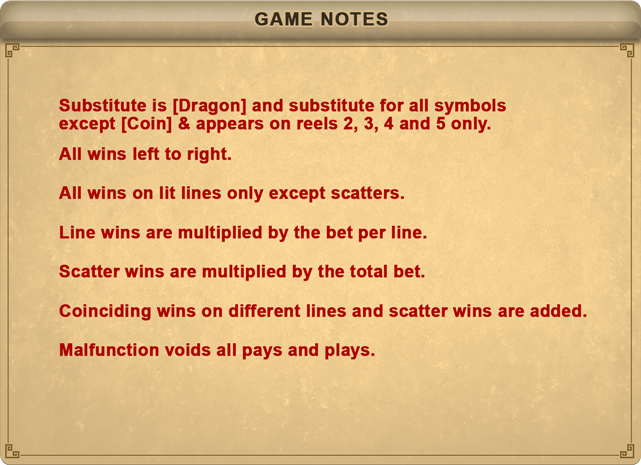 GAME NOTES
Substitute is [Dragon] and substitute for all symbols
except [Coin] & appears on reels 2, 3, 4 and 5 only.
All wins left to right.
All wins on lit lines only except scatters.
Line wins are multiplied by the bet per line.
Scatter wins are multiplied by the total bet.
Coinciding wins on different lines and scatter wins are added.
Malfunction voids all pays and plays.